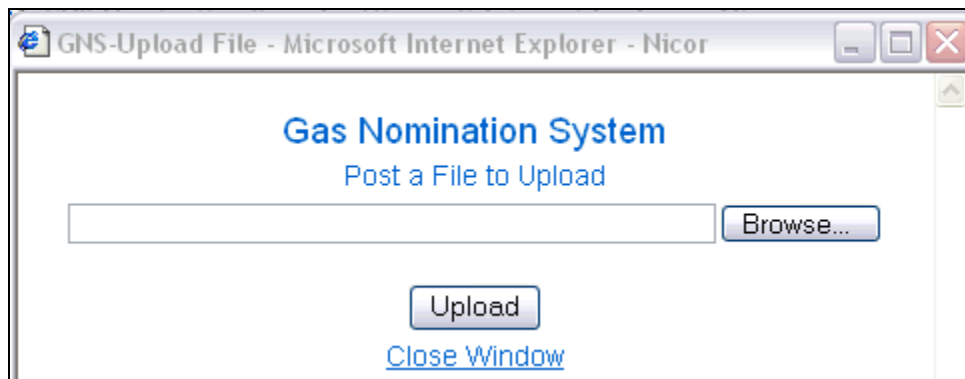 GNS-Upload File - Microsoft Internet Explorer - Nicor
Gas Nomination System
Post a File to Upload
Browse...
Upload
Close Window